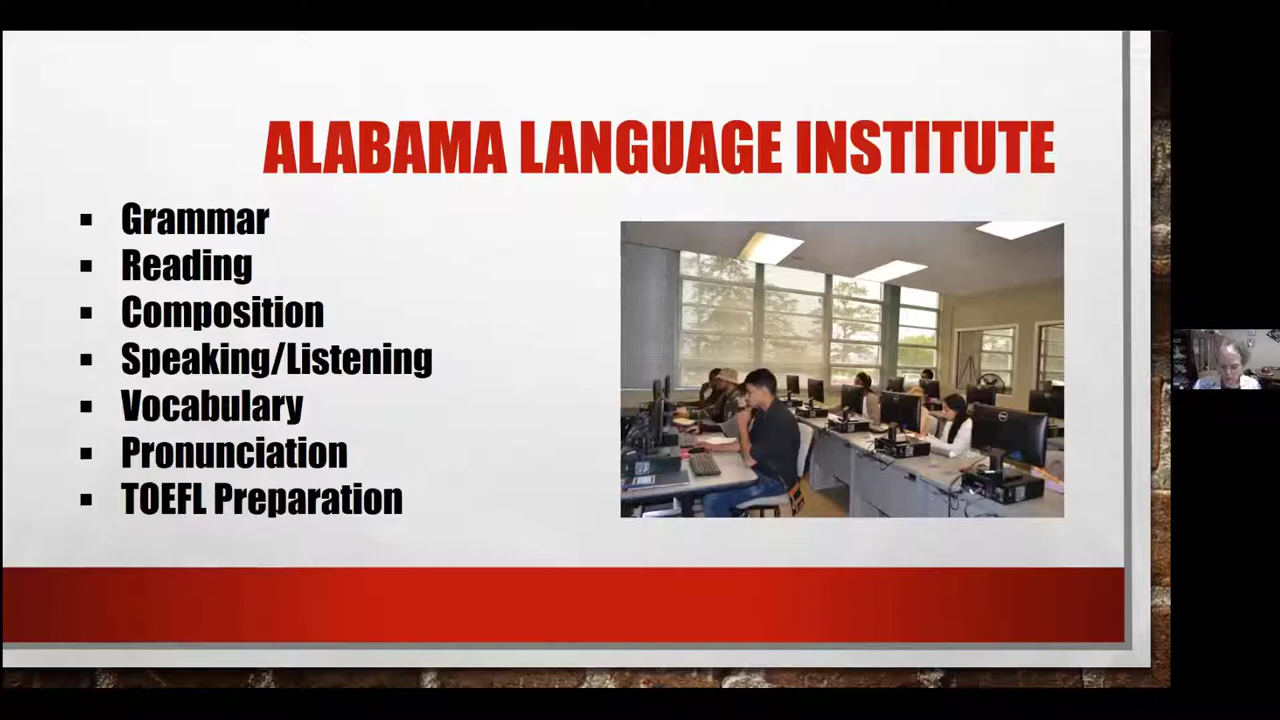 ALABAMA LANGUAGE INSTITUTE
Grammar
Reading
Composition
Speaking/Listening
Vocabulary
Pronunciation
TOEFL Preparation